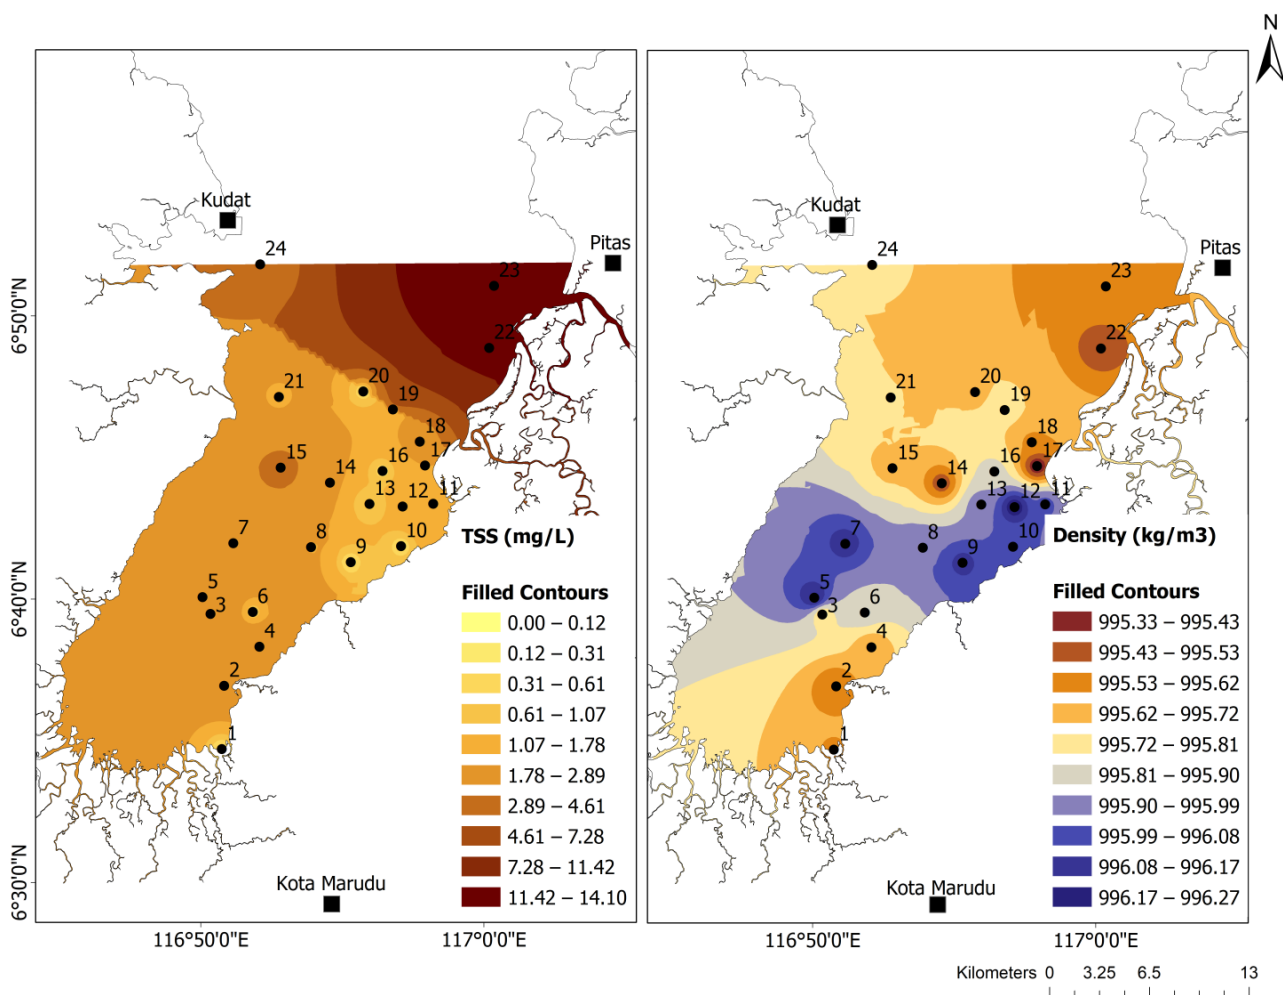 N
Kudat
24
Pitas
23
22
21
20
19
18
17
15
14
16
13
12
11
7
8
9
10
5
3
6
4
2
1
Kota Marudu
TSS (mg/L)
Filled Contours
0.00 – 0.12
0.12 – 0.31
0.31 – 0.61
0.61 – 1.07
1.07 – 1.78
1.78 – 2.89
2.89 – 4.61
4.61 – 7.28
7.28 – 11.42
11.42 – 14.10
6°50'0"N
6°40'0"N
6°30'0"N
116°50'0"E
117°0'0"E
Kudat
24
Pitas
23
22
21
20
19
18
17
15
14
16
13
12
11
7
8
9
10
5
3
6
4
2
1
Kota Marudu
Density (kg/m3)
Filled Contours
995.33 – 995.43
995.43 – 995.53
995.53 – 995.62
995.62 – 995.72
995.72 – 995.81
995.81 – 995.90
995.90 – 995.99
995.99 – 996.08
996.08 – 996.17
996.17 – 996.27
116°50'0"E
117°0'0"E
Kilometers 0 3.25 6.5 13